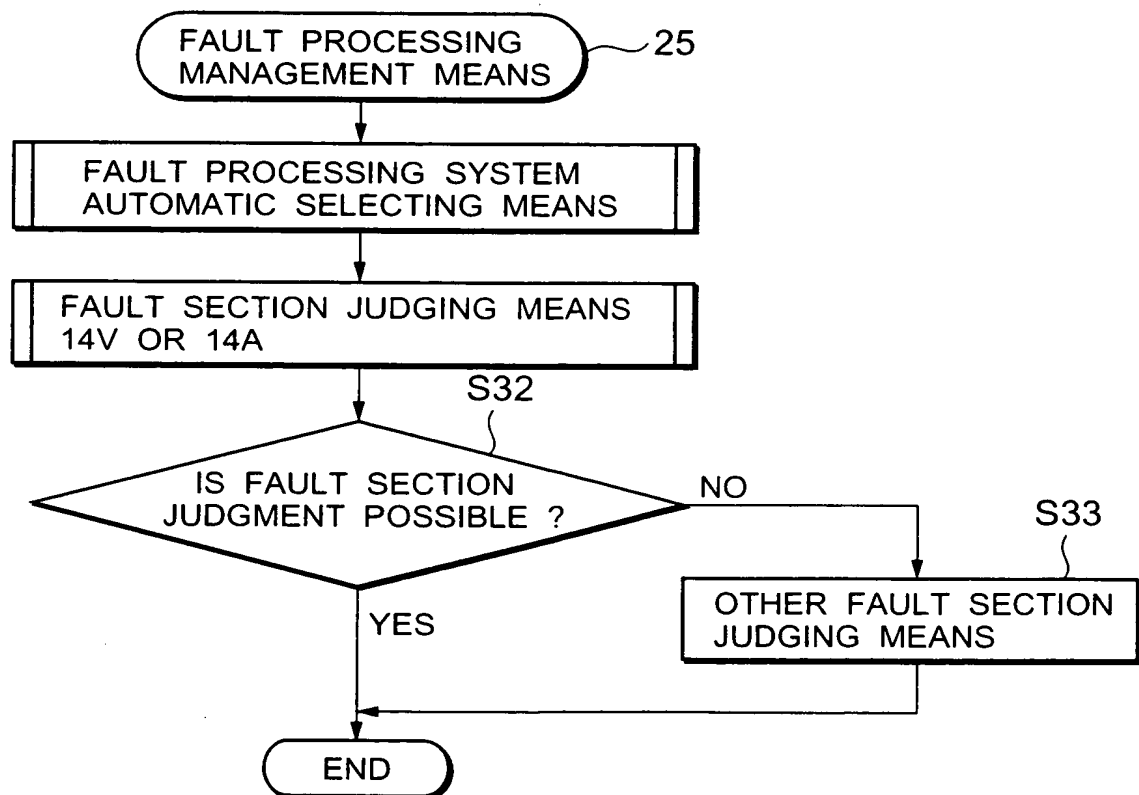 FAULT PROCESSING
MANAGEMENT MEANS
25
FAULT PROCESSING SYSTEM
AUTOMATIC SELECTING MEANS
FAULT SECTION JUDGING MEANS
14V OR 14A
S32
IS FAULT SECTION
JUDGMENT POSSIBLE ?
NO
S33
OTHER FAULT SECTION
JUDGING MEANS
YES
END